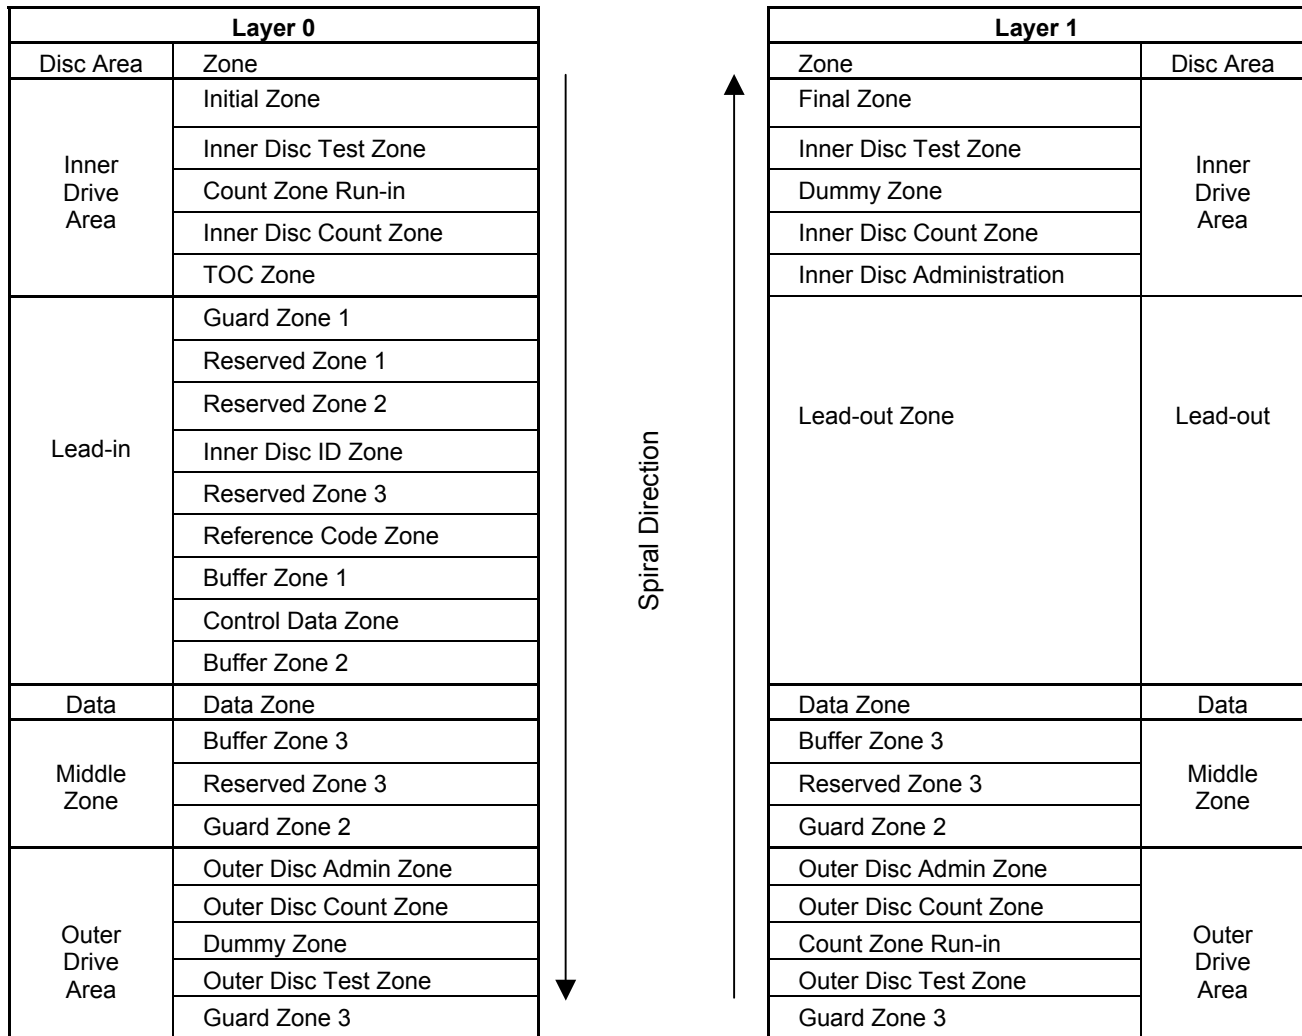 Layer 0
Disc Area Zone
Inner Drive Area
Initial Zone
Inner Disc Test Zone
Count Zone Run-in
Inner Disc Count Zone
TOC Zone
Lead-in
Guard Zone 1
Reserved Zone 1
Reserved Zone 2
Inner Disc ID Zone
Reserved Zone 3
Reference Code Zone
Buffer Zone 1
Control Data Zone
Buffer Zone 2
Data Data Zone
Middle Zone
Buffer Zone 3
Reserved Zone 3
Guard Zone 2
Outer Drive Area
Outer Disc Admin Zone
Outer Disc Count Zone
Dummy Zone
Outer Disc Test Zone
Guard Zone 3
Spiral Direction
Layer 1
Zone Disc Area
Final Zone
Inner Disc Test Zone
Dummy Zone
Inner Disc Count Zone
Inner Disc Administration
Inner Drive Area
Lead-out Zone Lead-out
Data Zone Data
Buffer Zone 3
Reserved Zone 3
Guard Zone 2
Middle Zone
Outer Disc Admin Zone
Outer Disc Count Zone
Count Zone Run-in
Outer Disc Test Zone
Guard Zone 3
Outer Drive Area